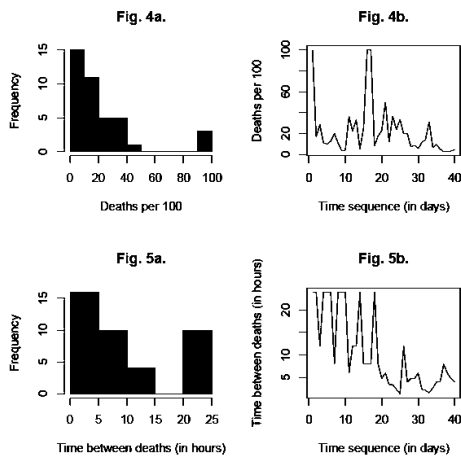 Fig. 4a.
Frequency
0 5 10 15
0 20 40 60 80 100
Deaths per 100
Fig. 4b.
Deaths per 100
0 20 60 100
0 10 20 30 40
Time sequence (in days)
Fig. 5a.
Frequency
0 5 10 15
0 5 10 15 20 25
Time between deaths (in hours)
Fig. 5b.
Time between deaths (in hours)
5 10 20
0 10 20 30 40
Time sequence (in days)